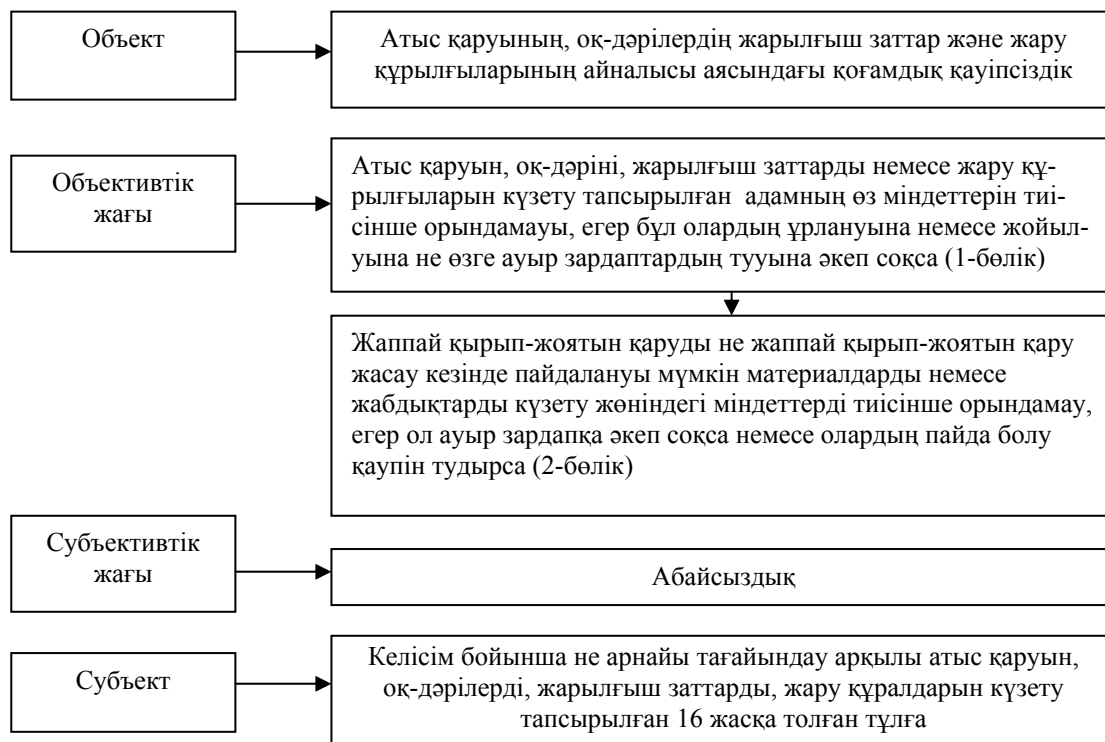 Объект
Атыс қаруының, оқ-дәрілердің жарылғыш заттар және жару
құрылғыларының айналысы аясындағы қоғамдық қауіпсіздік
Объективтік
жағы
Атыс қаруын, оқ-дәріні, жарылғыш заттарды немесе жару құ-
рылғыларын күзету тапсырылған адамның өз міндеттерін тиі-
сінше орындамауы, егер бұл олардың ұрлануына немесе жойыл-
уына не өзге ауыр зардаптардың тууына әкеп соқса (1-бөлік)
Жаппай қырып-жоятын қаруды не жаппай қырып-жоятын қару
жасау кезінде пайдалануы мүмкін материалдарды немесе
жабдықтарды күзету жөніндегі міндеттерді тиісінше орындамау,
егер ол ауыр зардапқа әкеп соқса немесе олардың пайда болу
қаупін тудырса (2-бөлік)
Субъективтік
жағы
Абайсыздық
Субъект
Келісім бойынша не арнайы тағайындау арқылы атыс қаруын,
оқ-дәрілерді, жарылғыш заттарды, жару құралдарын күзету
тапсырылған 16 жасқа толған тұлға